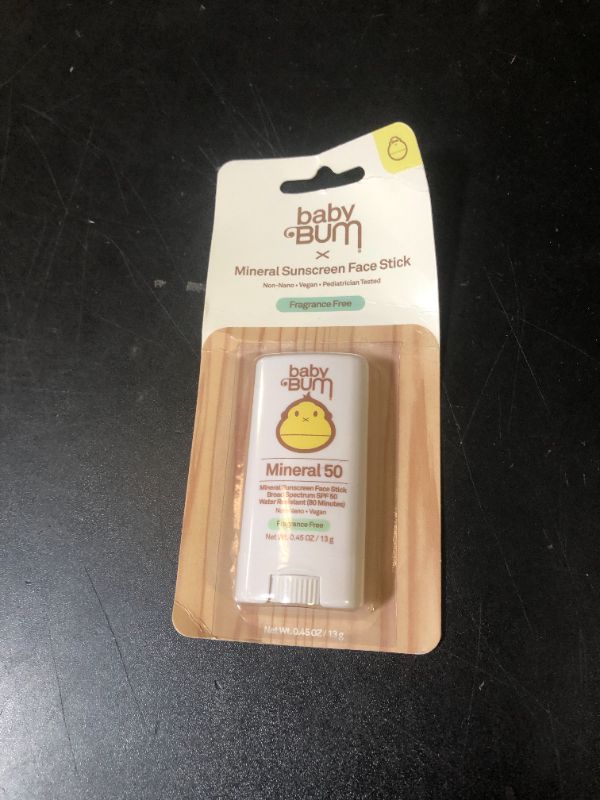 baby
BUM
Mineral Sunscreen Face Stick
Non-Nano • Vegan • Pediatrician Tested
Fragrance Free
baby
BUM
Mineral 50
Mineral Sunscreen Face Stick
Broad Spectrum SPF 50
Water Resistant (80 Minutes)
Non-Nano • Vegan
Fragrance Free
Net Wt. 0.45 OZ / 13 g
Net Wt. 0.45 OZ / 13 g